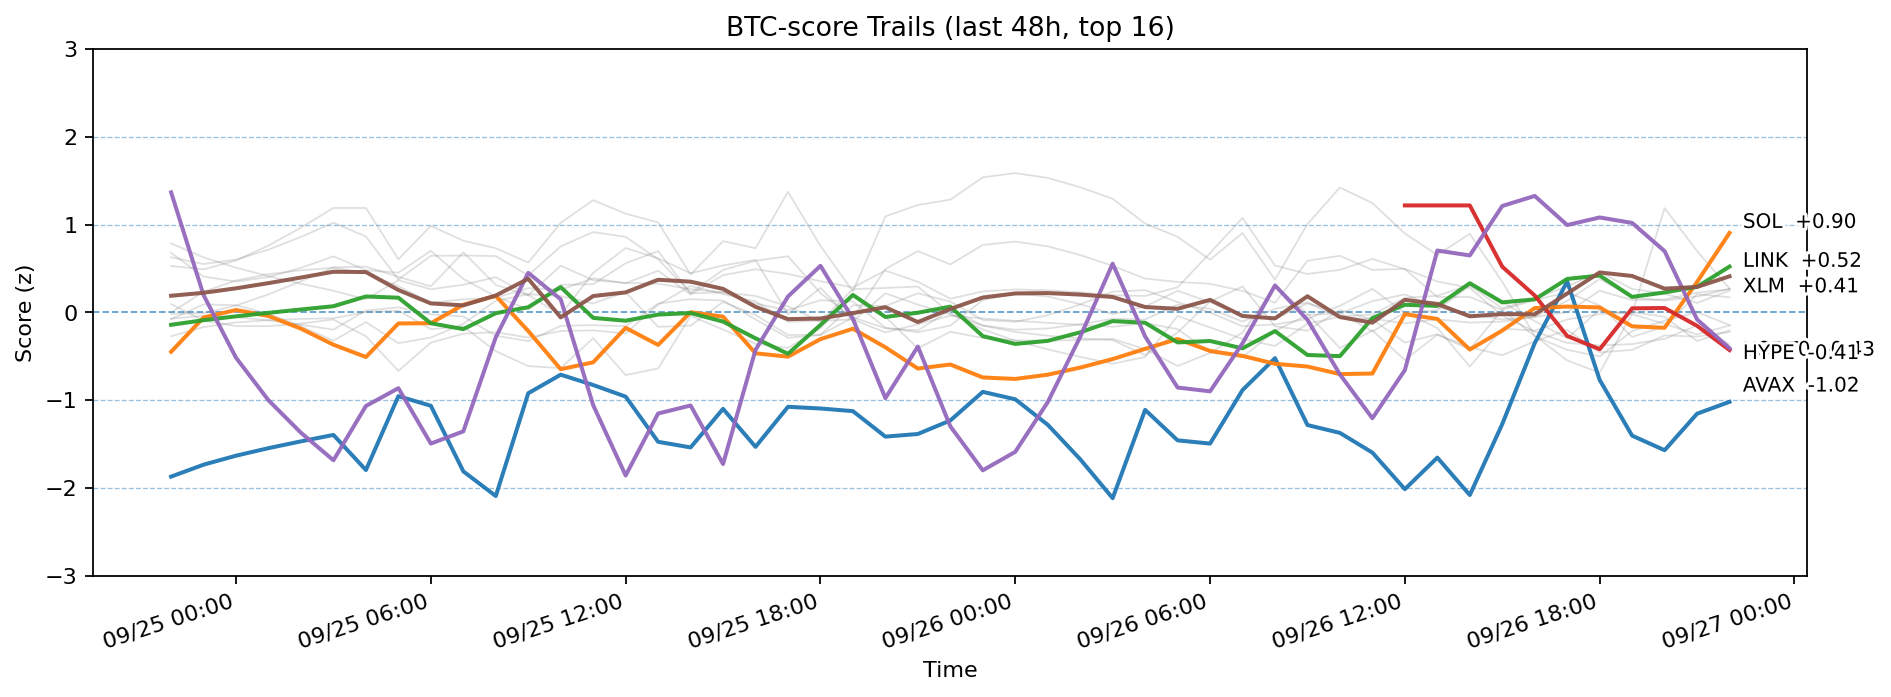 BTC-score Trails (last 48h, top 16)
Score (z)
3
2
1
0
−1
−2
−3
SOL +0.90
LINK +0.52
XLM +0.41
HYPE -0.41
AVAX -1.02
09/25 00:00
09/25 06:00
09/25 12:00
09/25 18:00
09/26 00:00
09/26 06:00
09/26 12:00
09/26 18:00
09/27 00:00
Time